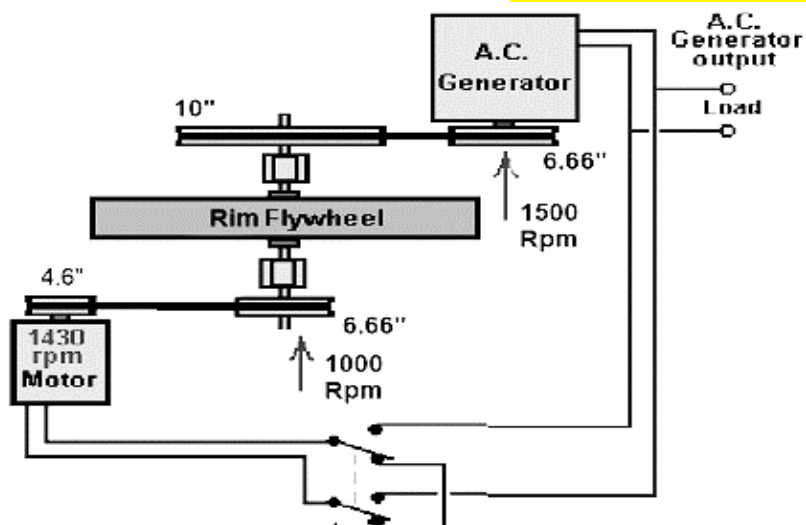 A.C.
Generator
output
Load
A.C.
Generator
10"
6.66"
1500
Rpm
Rim Flywheel
4.6"
6.66"
1430
rpm
Motor
1000
Rpm